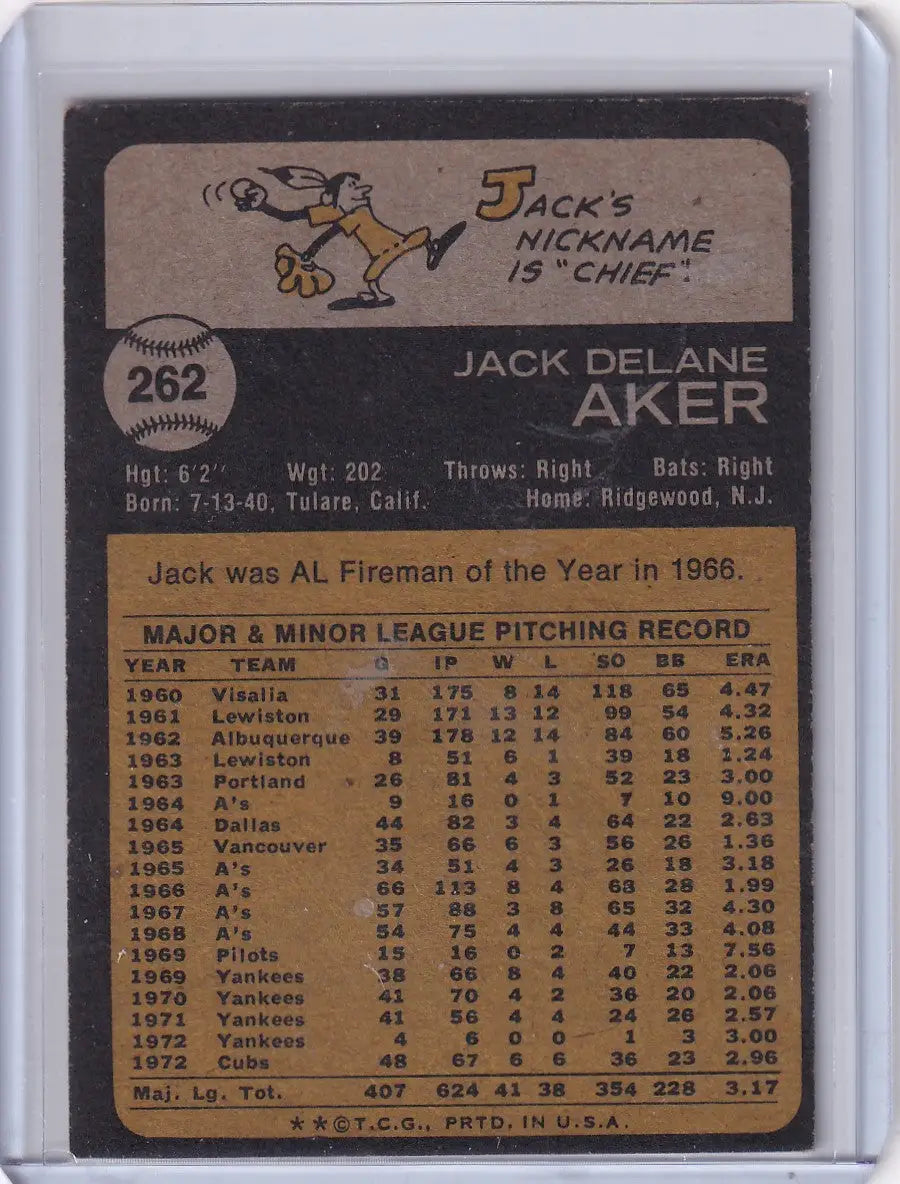 JACK'S
NICKNAME
IS "CHIEF"!
262
JACK DELANE
AKER
Hgt: 6'2" Wgt: 202 Throws: Right Bats: Right
Born: 7-13-40, Tulare, Calif. Home: Ridgewood, N.J.
Jack was AL Fireman of the Year in 1966.
MAJOR & MINOR LEAGUE PITCHING RECORD
YEAR TEAM G IP W L SO BB ERA
1960 Visalia 31 175 8 14 118 65 4.47
1961 Lewiston 29 171 13 12 99 54 4.32
1962 Albuquerque 39 178 12 14 84 60 5.26
1963 Lewiston 8 51 6 1 39 18 1.24
1963 Portland 26 81 4 3 52 23 3.00
1964 A's 9 16 0 1 7 10 9.00
1964 Dallas 44 82 3 4 64 22 2.63
1965 Vancouver 35 66 6 3 56 26 1.36
1965 A's 34 51 4 3 26 18 3.18
1966 A's 66 113 8 4 68 28 1.99
1967 A's 57 88 3 8 65 32 4.30
1968 A's 54 75 4 4 44 33 4.08
1969 Pilots 15 16 0 2 7 13 7.56
1969 Yankees 38 66 8 4 40 22 2.06
1970 Yankees 41 70 4 2 36 20 2.06
1971 Yankees 41 56 4 4 24 26 2.57
1972 Yankees 4 6 0 0 1 3 3.00
1972 Cubs 48 67 6 6 36 23 2.96
Maj. Lg. Tot. 407 624 41 38 354 228 3.17
**©T.C.G., PRTD. IN U.S.A.